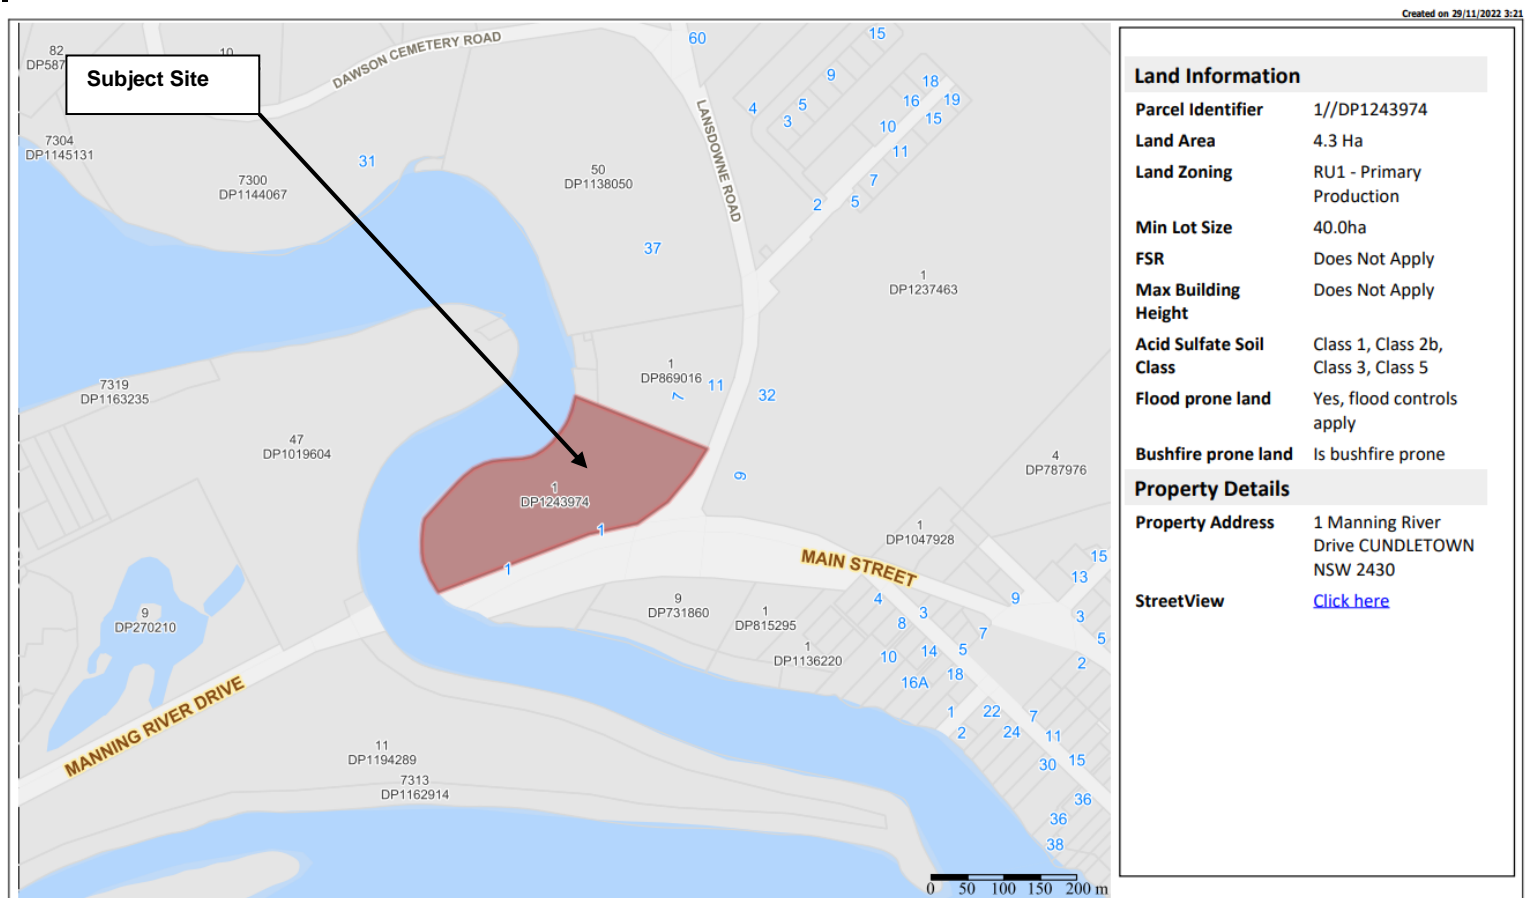 Created on 29/11/2022 3:21
Subject Site
82
10
DAWSON CEMETERY ROAD
60
15
9
18
16
19
4
5
3
15
10
11
7
2
5
LANSDOWNE ROAD
7304
DP1145131
31
7300
DP1144067
50
DP1138050
37
1
DP1237463
1
DP869016
7
11
32
7319
DP1163235
47
DP1019604
4
DP787976
9
1
DP1243974
1
1
1
DP1047928
MAIN STREET
15
13
9
3
5
2
9
DP270210
9
DP731860
1
DP815295
1
DP1136220
4
3
8
7
10
14
5
16A
18
1
22
7
2
24
11
30
15
36
36
38
MANNING RIVER DRIVE
11
DP1194289
7313
DP1162914
0 50 100 150 200 m
Land Information
Parcel Identifier 1//DP1243974
Land Area 4.3 Ha
Land Zoning RU1 - Primary
Production
Min Lot Size 40.0ha
FSR Does Not Apply
Max Building Does Not Apply
Height
Acid Sulfate Soil Class 1, Class 2b,
Class Class 3, Class 5
Flood prone land Yes, flood controls
apply
Bushfire prone land Is bushfire prone
Property Details
Property Address 1 Manning River
Drive CUNDLETOWN
NSW 2430
StreetView Click here